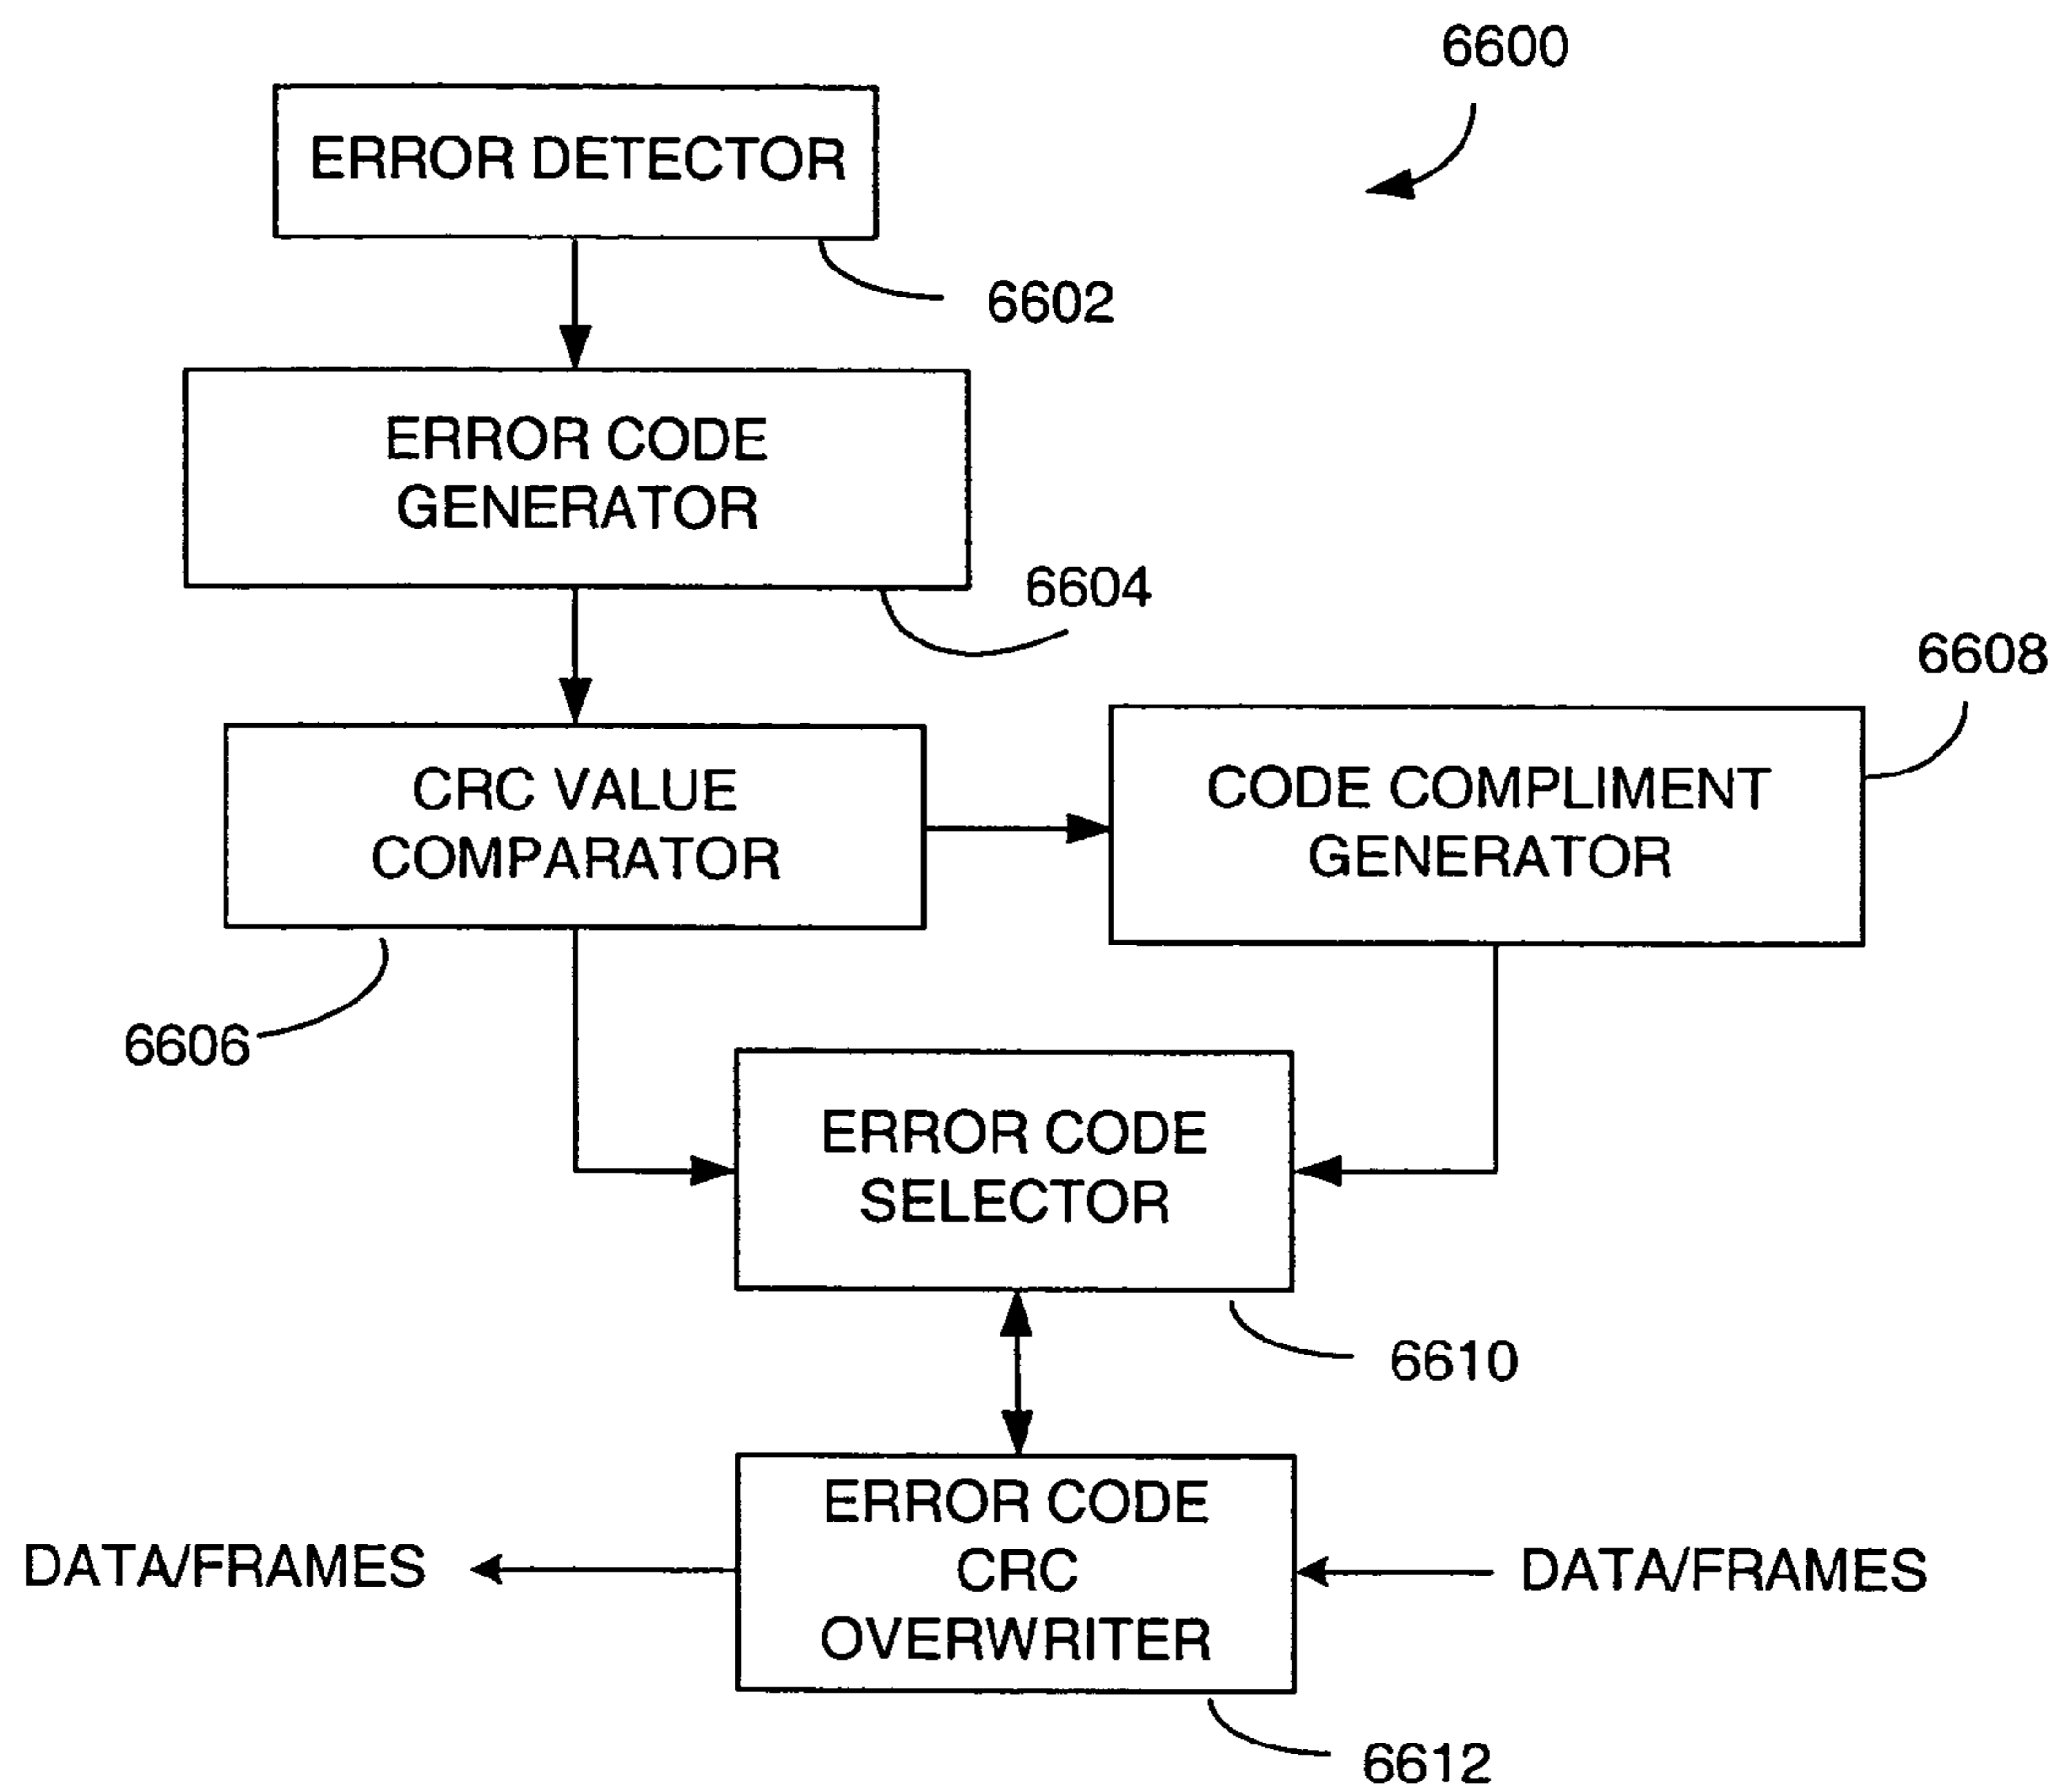 6600
ERROR DETECTOR
6602
ERROR CODE
GENERATOR
6604
6608
CRC VALUE
COMPARATOR
CODE COMPLIMENT
GENERATOR
6606
ERROR CODE
SELECTOR
6610
ERROR CODE
CRC
OVERWRITER
DATA/FRAMES
DATA/FRAMES
6612